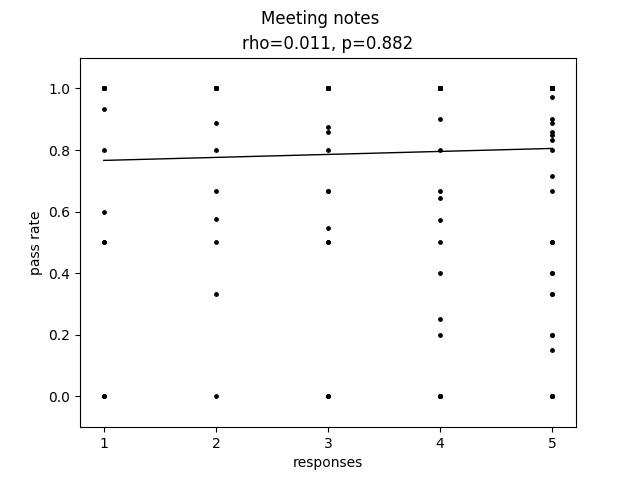 Meeting notes
rho=0.011, p=0.882
pass rate
1.0
0.8
0.6
0.4
0.2
0.0
1 2 3 4 5
responses